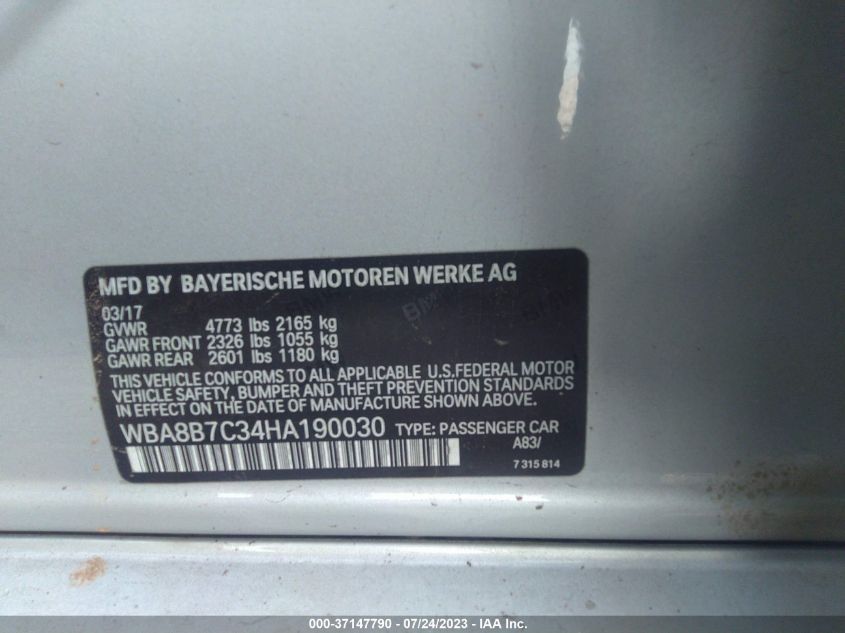 MFD BY BAYERISCHE MOTOREN WERKE AG
03/17
GVWR 4773 lbs 2165 kg
GAWR FRONT 2326 lbs 1055 kg
GAWR REAR 2601 lbs 1180 kg
THIS VEHICLE CONFORMS TO ALL APPLICABLE U.S.FEDERAL MOTOR
VEHICLE SAFETY, BUMPER AND THEFT PREVENTION STANDARDS
IN EFFECT ON THE DATE OF MANUFACTURE SHOWN ABOVE.
WBA8B7C34HA190030 TYPE: PASSENGER CAR
A83/
7 315 814
000-37147790 - 07/24/2023 - IAA Inc.